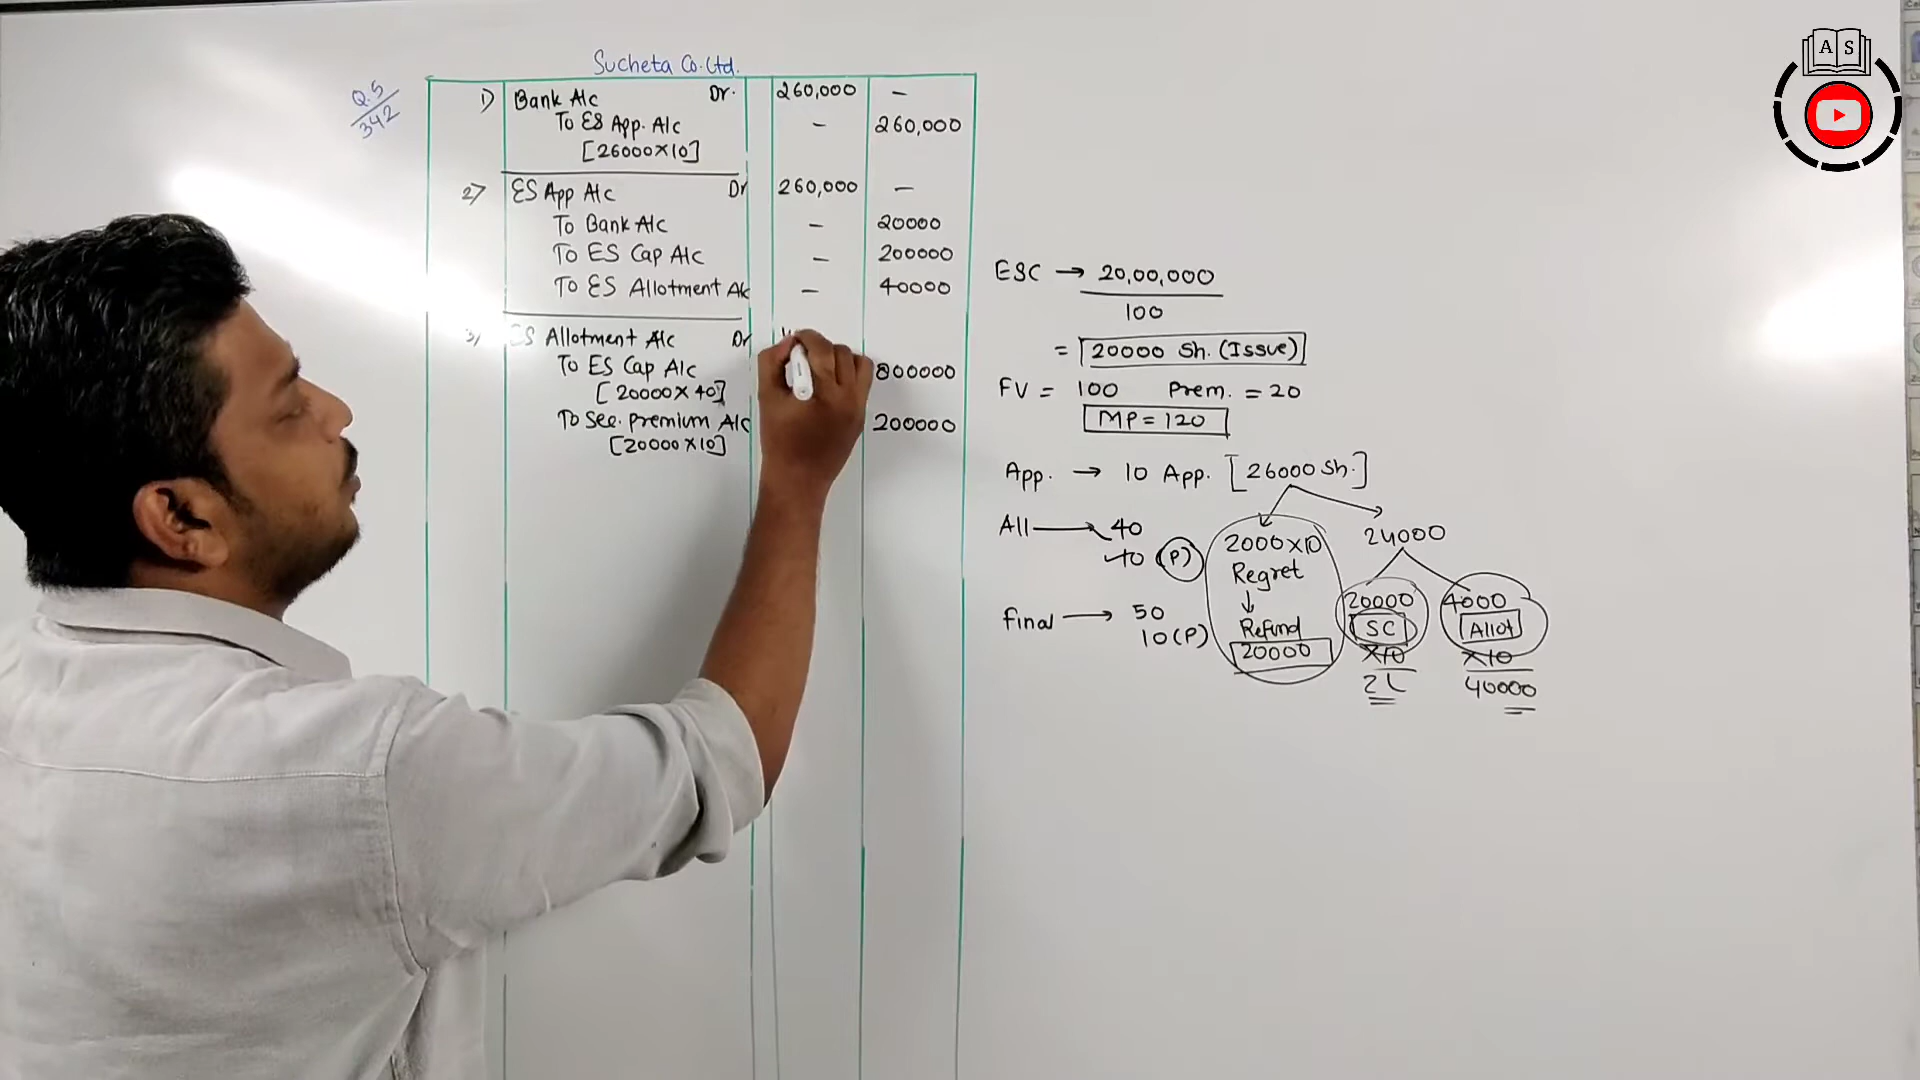 Sucheta Co. Ltd.
Q.5
342
1) Bank A/c Dr. 260,000 -
To ES App. A/c - 260,000
[26000×10]
2) ES App A/c Dr 260,000 -
To Bank A/c - 20000
To ES Cap A/c - 200000
To ES Allotment A/c - 40000
3) ES Allotment A/c Dr
To ES Cap A/c 800000
[20000×40]
To Sec. premium A/c 200000
[20000×10]
ESC → 20,00,000
100
= 20000 Sh. (Issue)
FV = 100 Prem. = 20
MP = 120
App. → 10 App. [26000 Sh.]
All → 40
10 (P)
2000×10
Regret
↓
Refund
20000
24000
20000
SC
×10
2L
4000
Allot
×10
40000
final → 50
10 (P)
A S